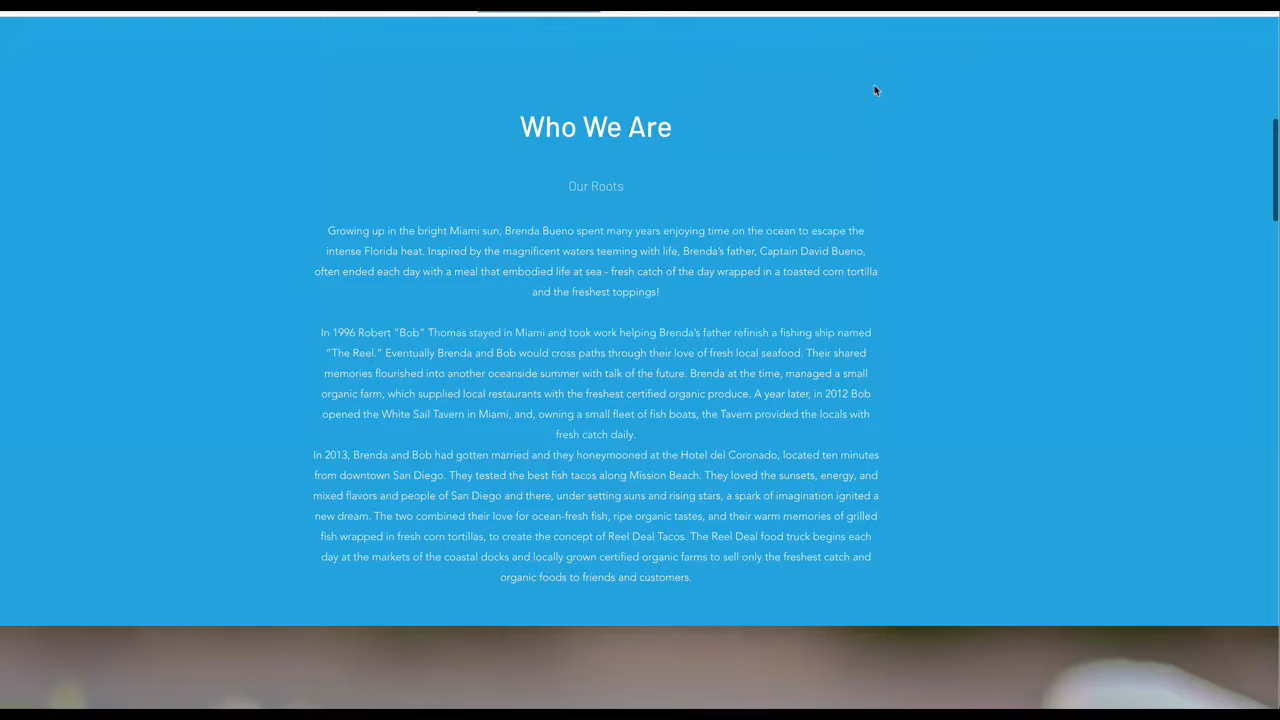 Who We Are
Our Roots
Growing up in the bright Miami sun, Brenda Bueno spent many years enjoying time on the ocean to escape the
intense Florida heat. Inspired by the magnificent waters teeming with life, Brenda’s father, Captain David Bueno,
often ended each day with a meal that embodied life at sea - fresh catch of the day wrapped in a toasted corn tortilla
and the freshest toppings!
In 1996 Robert “Bob” Thomas stayed in Miami and took work helping Brenda’s father refinish a fishing ship named
“The Reel.” Eventually Brenda and Bob would cross paths through their love of fresh local seafood. Their shared
memories flourished into another oceanside summer with talk of the future. Brenda at the time, managed a small
organic farm, which supplied local restaurants with the freshest certified organic produce. A year later, in 2012 Bob
opened the White Sail Tavern in Miami, and, owning a small fleet of fish boats, the Tavern provided the locals with
fresh catch daily.
In 2013, Brenda and Bob had gotten married and they honeymooned at the Hotel del Coronado, located ten minutes
from downtown San Diego. They tested the best fish tacos along Mission Beach. They loved the sunsets, energy, and
mixed flavors and people of San Diego and there, under setting suns and rising stars, a spark of imagination ignited a
new dream. The two combined their love for ocean-fresh fish, ripe organic tastes, and their warm memories of grilled
fish wrapped in fresh corn tortillas, to create the concept of Reel Deal Tacos. The Reel Deal food truck begins each
day at the markets of the coastal docks and locally grown certified organic farms to sell only the freshest catch and
organic foods to friends and customers.